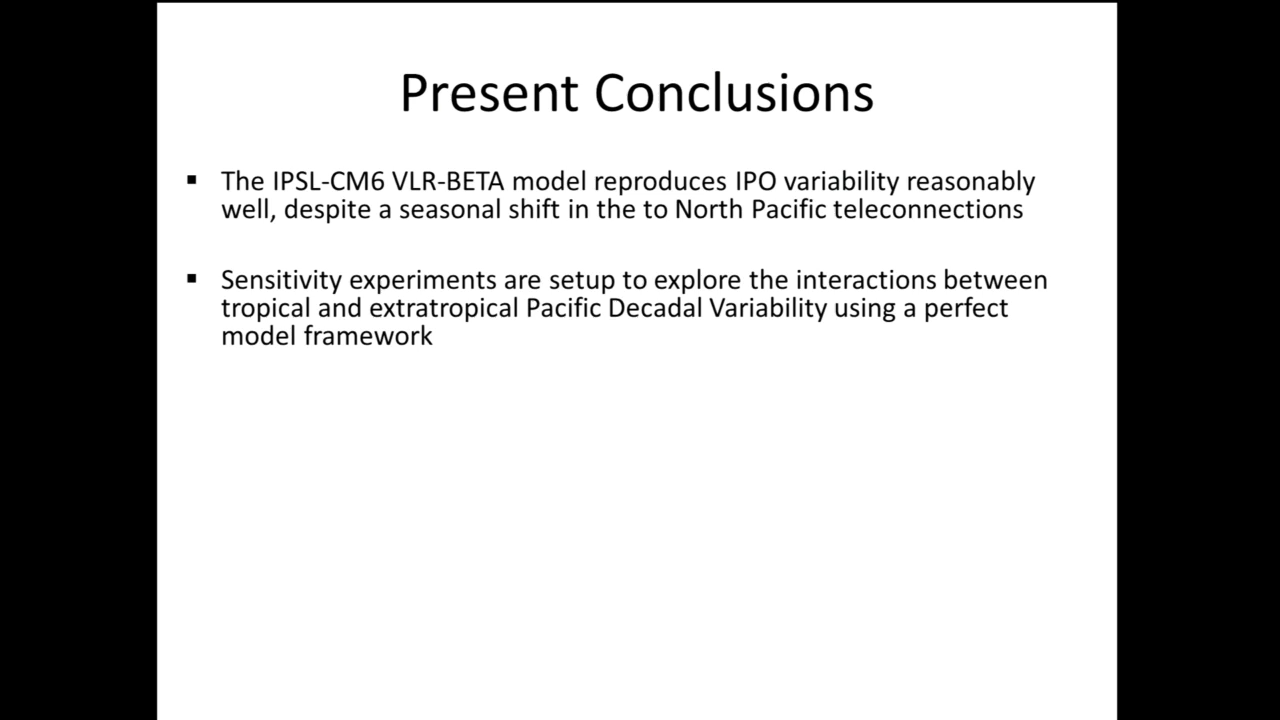 Present Conclusions
▪ The IPSL-CM6 VLR-BETA model reproduces IPO variability reasonably
well, despite a seasonal shift in the to North Pacific teleconnections
▪ Sensitivity experiments are setup to explore the interactions between
tropical and extratropical Pacific Decadal Variability using a perfect
model framework